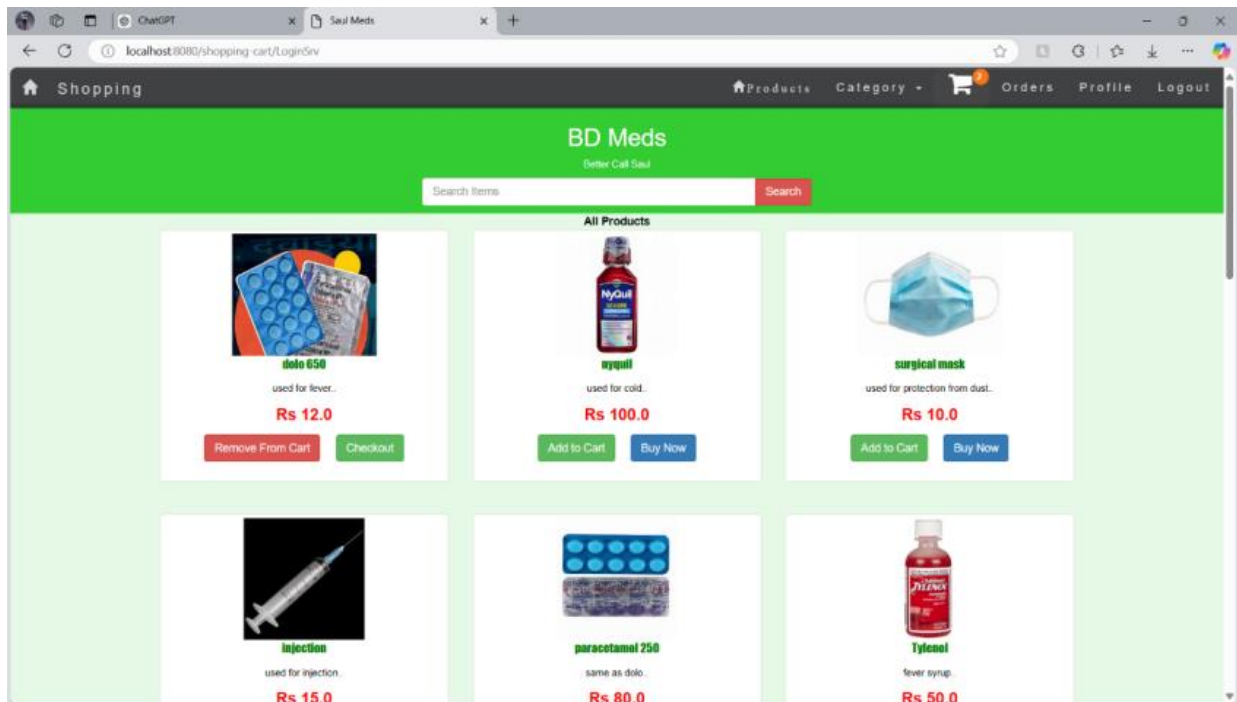 ChatGPT
Saul Meds
localhost:8080/shopping-cart/LoginSrv
Shopping
Products Category Orders Profile Logout
BD Meds
Better Call Saul
Search Items Search
All Products
dolo 650
used for fever..
Rs 12.0
Remove From Cart Checkout
NyQuil
nyquil
used for cold..
Rs 100.0
Add to Cart Buy Now
surgical mask
used for protection from dust..
Rs 10.0
Add to Cart Buy Now
injection
used for injection..
Rs 15.0
paracetamol 250
same as dolo..
Rs 80.0
TYLENOL
Tylenol
fever syrup..
Rs 50.0